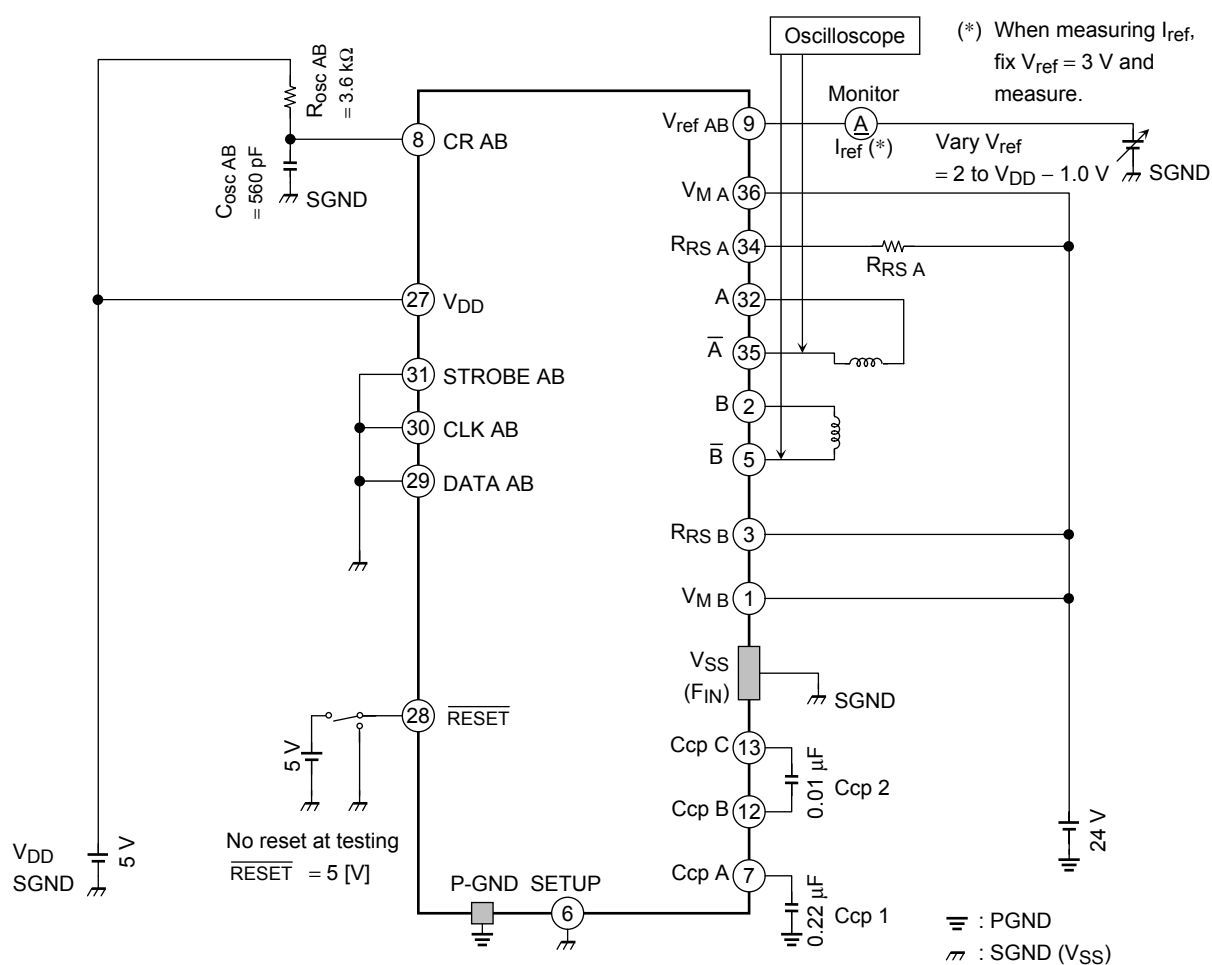 Oscilloscope
(*) When measuring Iref,
fix Vref = 3 V and
measure.
Rosc AB
= 3.6 kΩ
Cosc AB
= 560 pF
SGND
8
CR AB
Vref AB
9
Monitor
A
Iref (*)
Vary Vref
= 2 to VDD − 1.0 V
SGND
VM A
36
RRS A
34
RRS A
27
VDD
A
32
A̅
35
31
STROBE AB
30
CLK AB
29
DATA AB
B
2
B̅
5
RRS B
3
VM B
1
VSS
(FIN)
SGND
28
R̅E̅S̅E̅T̅
5 V
No reset at testing
R̅E̅S̅E̅T̅ = 5 [V]
Ccp C
13
0.01 μF
Ccp 2
Ccp B
12
Ccp A
7
0.22 μF
Ccp 1
VDD
SGND
5 V
24 V
P-GND
SETUP
6
: PGND
: SGND (VSS)